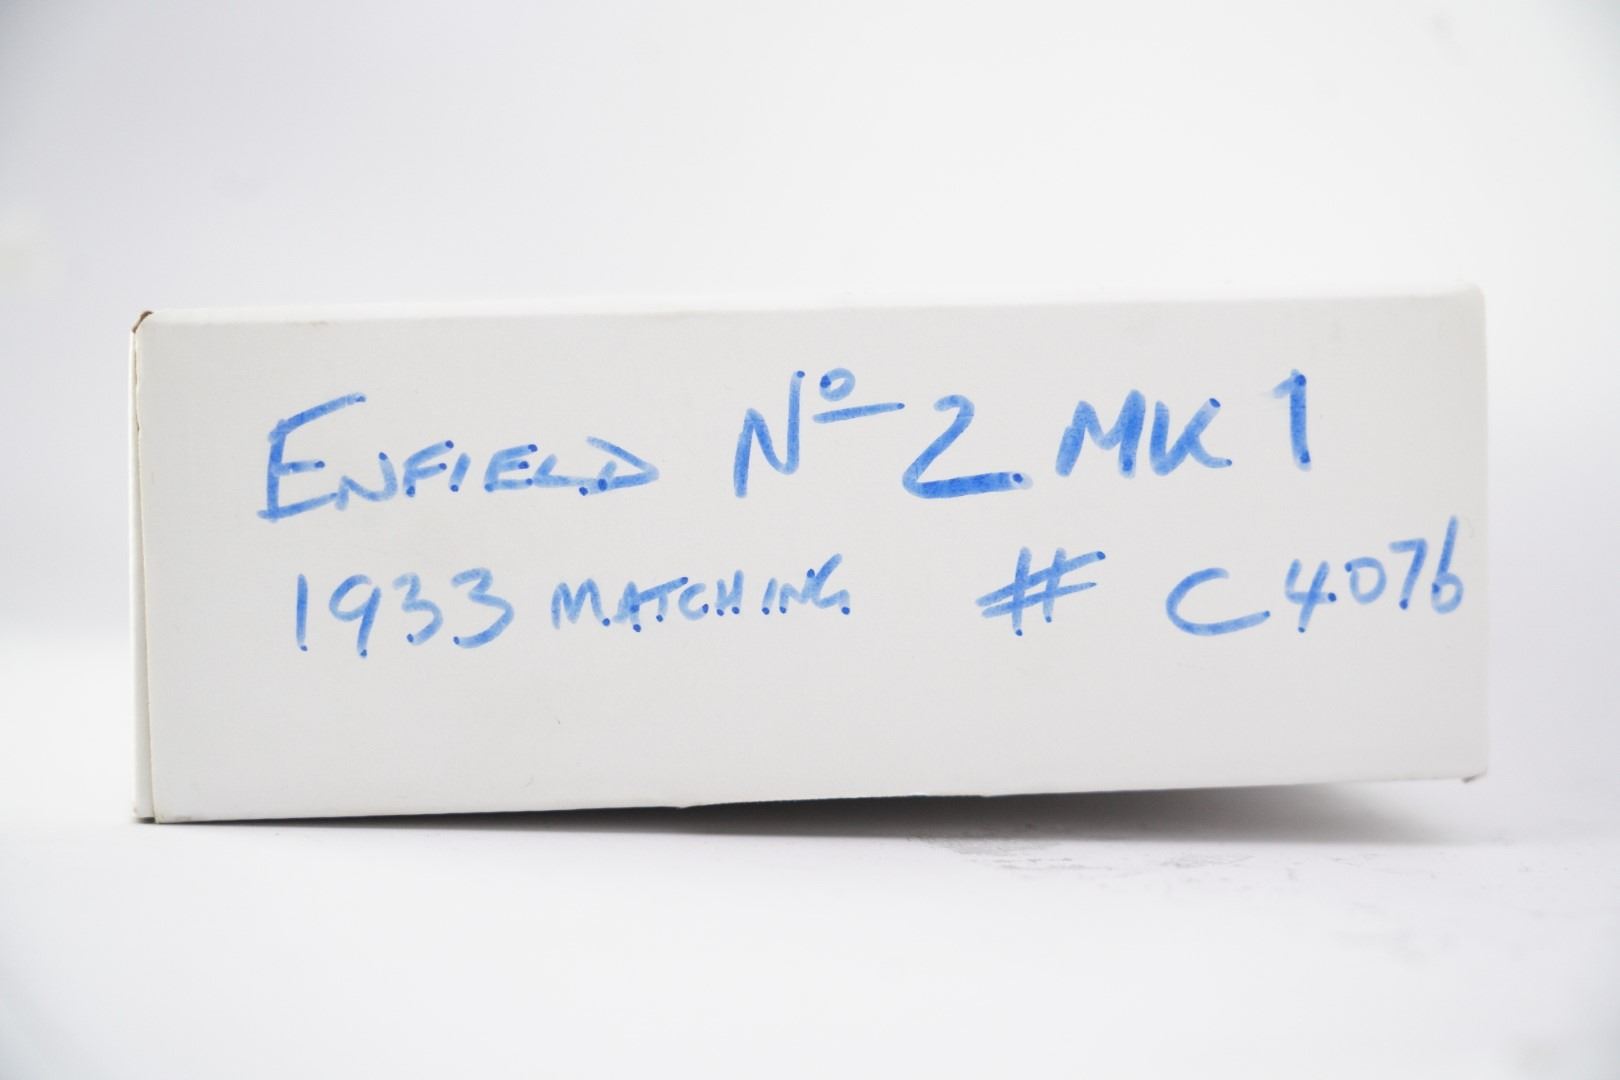 ENFIELD Nº 2 MK 1
1933 MATCHING # C4076